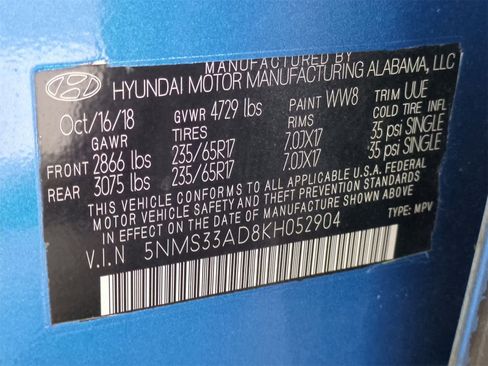 MANUFACTURED BY
HYUNDAI MOTOR MANUFACTURING ALABAMA, LLC
Oct/16/18 GVWR 4729 lbs PAINT WW8 TRIM UUE
GAWR TIRES RIMS COLD TIRE INFL
FRONT 2866 lbs 235/65R17 7.0JX17 35 psi SINGLE
REAR 3075 lbs 235/65R17 7.0JX17 35 psi SINGLE
THIS VEHICLE CONFORMS TO ALL APPLICABLE U.S.A. FEDERAL
MOTOR VEHICLE SAFETY AND THEFT PREVENTION STANDARDS
IN EFFECT ON THE DATE OF MANUFACTURE SHOWN ABOVE
V.I.N 5NMS33AD8KH052904 TYPE: MPV